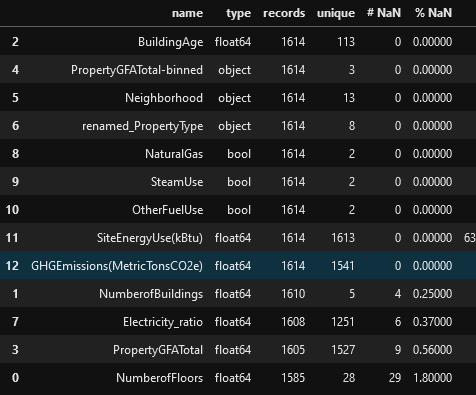 name type records unique # NaN % NaN
2 BuildingAge float64 1614 113 0 0.00000
4 PropertyGFATotal-binned object 1614 3 0 0.00000
5 Neighborhood object 1614 13 0 0.00000
6 renamed_PropertyType object 1614 8 0 0.00000
8 NaturalGas bool 1614 2 0 0.00000
9 SteamUse bool 1614 2 0 0.00000
10 OtherFuelUse bool 1614 2 0 0.00000
11 SiteEnergyUse(kBtu) float64 1614 1613 0 0.00000 63
12 GHGEmissions(MetricTonsCO2e) float64 1614 1541 0 0.00000
1 NumberofBuildings float64 1610 5 4 0.25000
7 Electricity_ratio float64 1608 1251 6 0.37000
3 PropertyGFATotal float64 1605 1527 9 0.56000
0 NumberofFloors float64 1585 28 29 1.80000